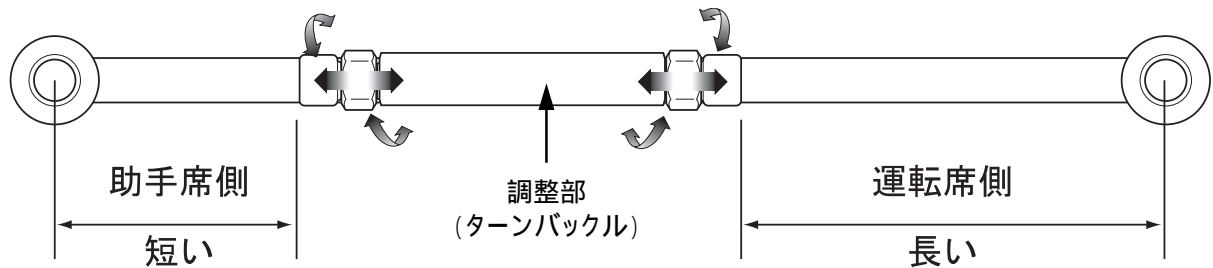 助手席側
短い
調整部
(ターンバックル)
運転席側
長い